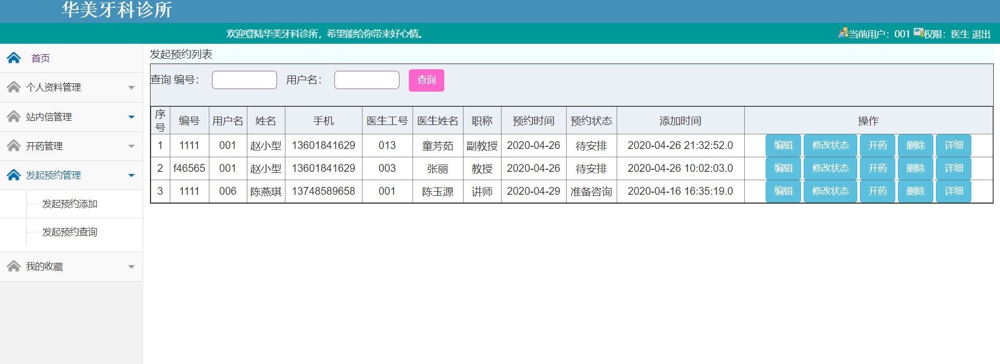 华美牙科诊所
欢迎登陆华美牙科诊所，希望能给你带来好心情。 当前用户：001 权限：医生 退出
首页
个人资料管理
站内信管理
开药管理
发起预约管理
发起预约添加
发起预约查询
我的收藏
发起预约列表
查询 编号： 用户名： 查询
序号 编号 用户名 姓名 手机 医生工号 医生姓名 职称 预约时间 预约状态 添加时间 操作
1 1111 001 赵小型 13601841629 013 童芳茹 副教授 2020-04-26 待安排 2020-04-26 21:32:52.0 编辑 修改状态 开药 删除 详细
2 f46565 001 赵小型 13601841629 003 张丽 教授 2020-04-26 待安排 2020-04-26 10:02:03.0 编辑 修改状态 开药 删除 详细
3 1111 006 陈燕琪 13748589658 001 陈玉源 讲师 2020-04-29 准备咨询 2020-04-16 16:35:19.0 编辑 修改状态 开药 删除 详细